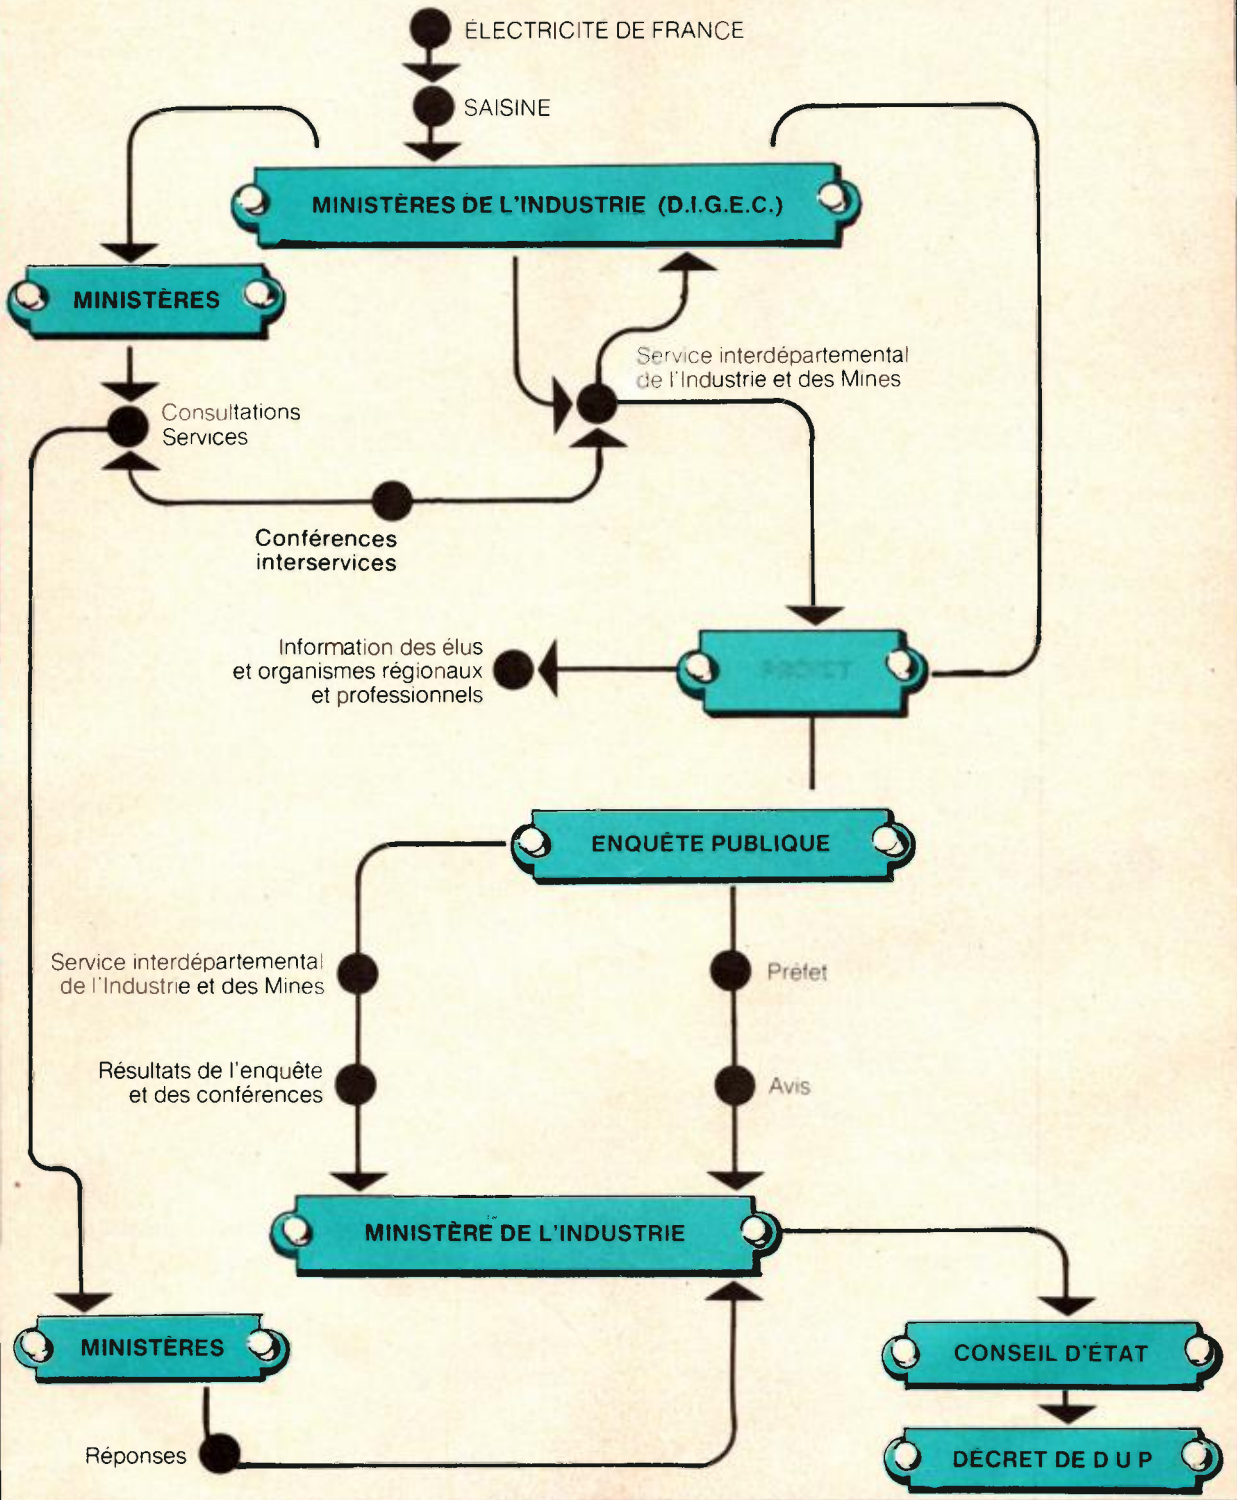 ÉLECTRICITE DE FRANCE
SAISINE
MINISTÈRES DE L'INDUSTRIE (D.I.G.E.C.)
MINISTÈRES
Service interdépartemental
de l'Industrie et des Mines
Consultations
Services
Conférences
interservices
Information des élus
et organismes régionaux
et professionnels
ENQUÊTE PUBLIQUE
Service interdépartemental
de l'Industrie et des Mines
Préfet
Résultats de l'enquête
et des conférences
Avis
MINISTÈRE DE L'INDUSTRIE
MINISTÈRES
CONSEIL D'ÉTAT
Réponses
DÉCRET DE D U P